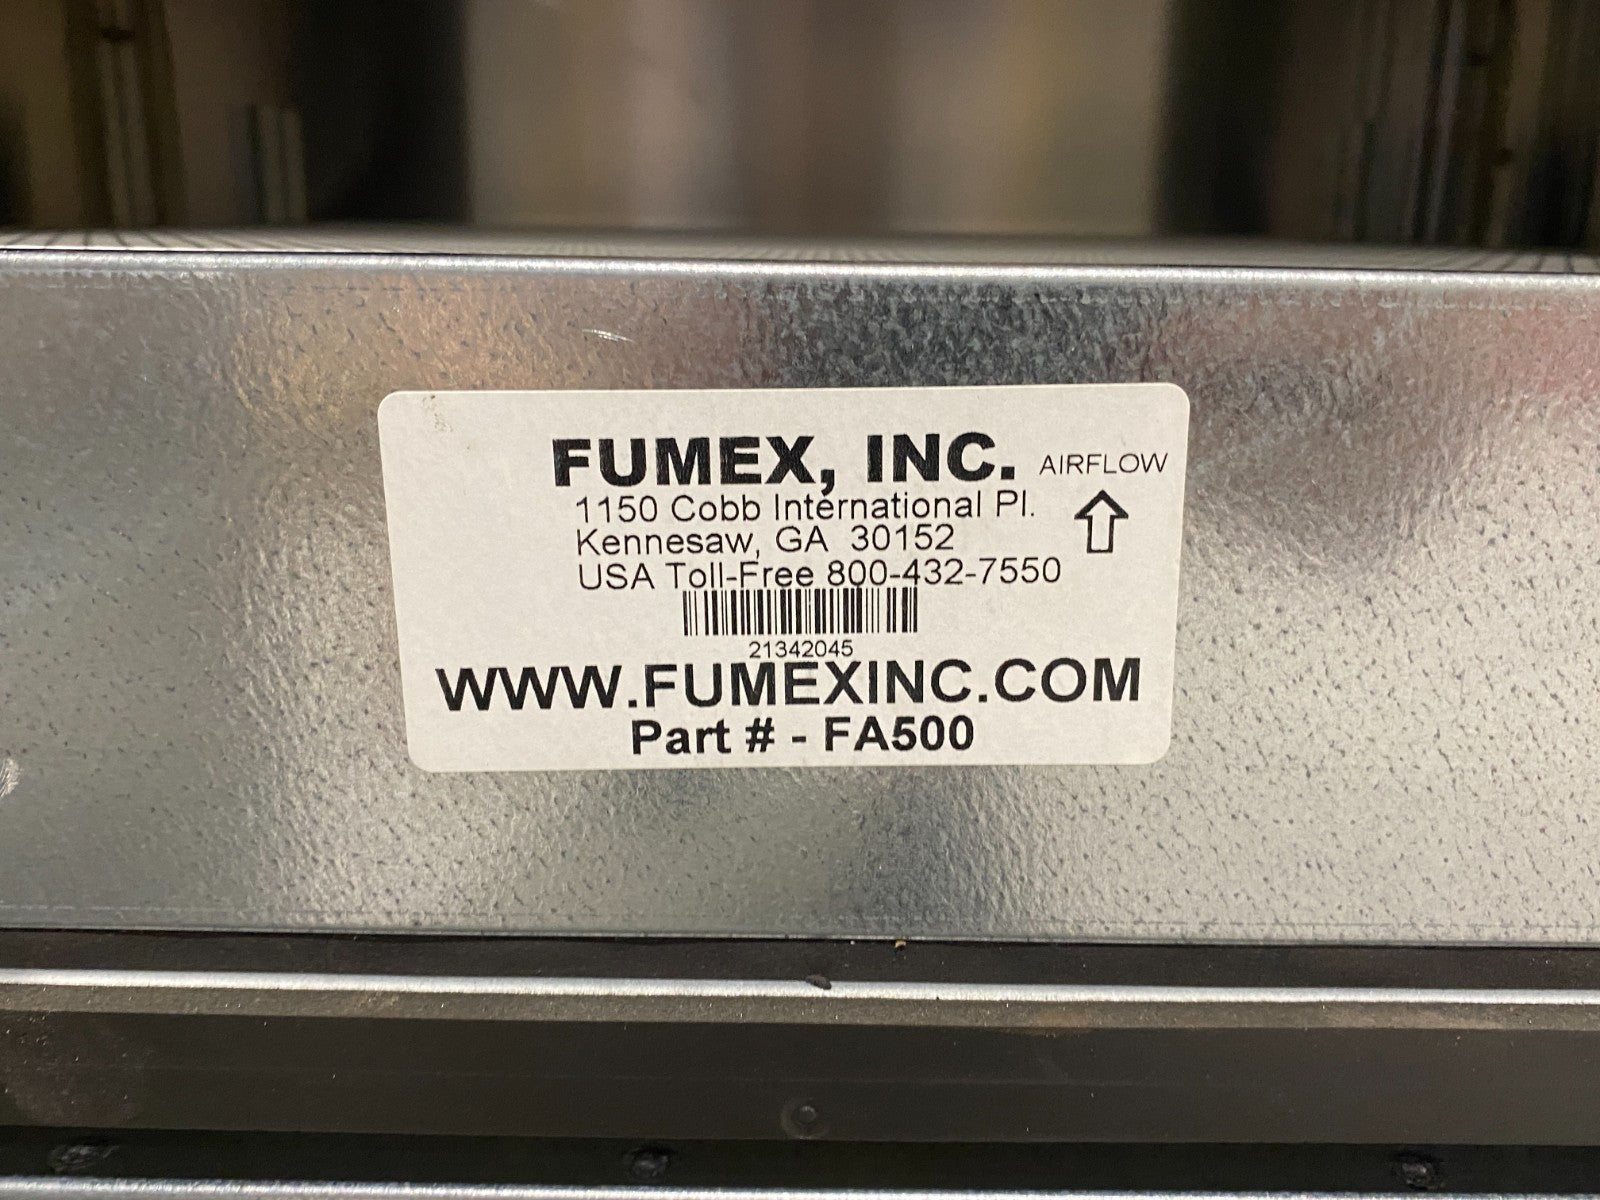 FUMEX, INC.
AIRFLOW
1150 Cobb International Pl.
Kennesaw, GA 30152
USA Toll-Free 800-432-7550
21342045
WWW.FUMEXINC.COM
Part # - FA500